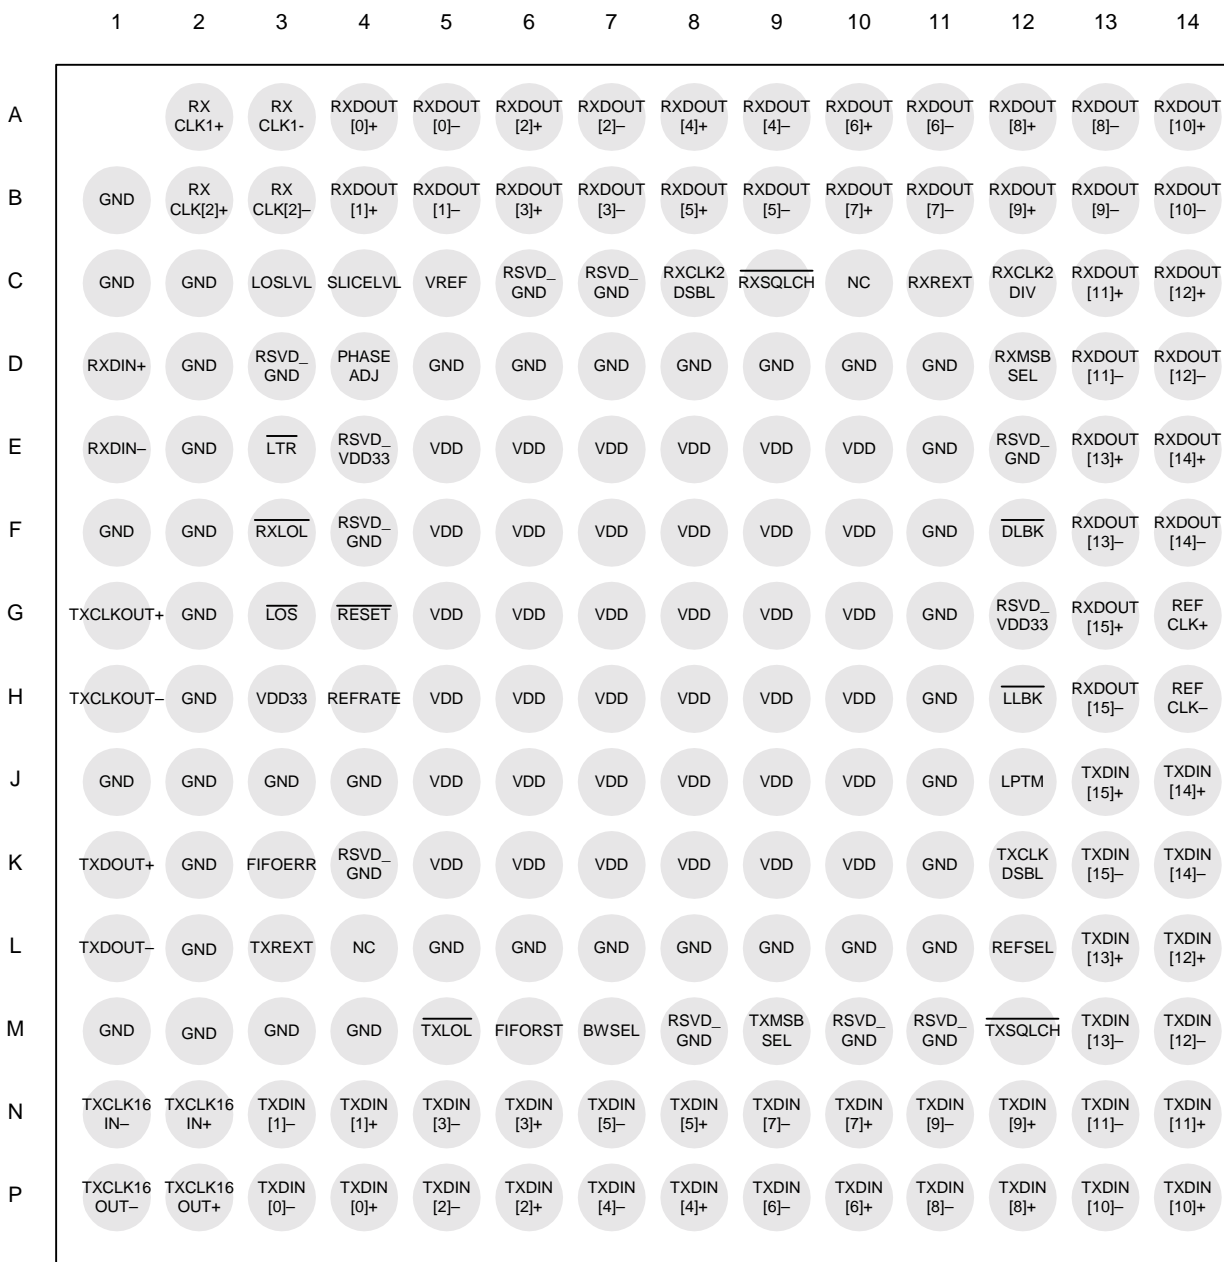 1 2 3 4 5 6 7 8 9 10 11 12 13 14
A RX RX RXDOUT RXDOUT RXDOUT RXDOUT RXDOUT RXDOUT RXDOUT RXDOUT RXDOUT RXDOUT RXDOUT
CLK1+ CLK1- [0]+ [0]– [2]+ [2]– [4]+ [4]– [6]+ [6]– [8]+ [8]– [10]+
B GND RX RX RXDOUT RXDOUT RXDOUT RXDOUT RXDOUT RXDOUT RXDOUT RXDOUT RXDOUT RXDOUT RXDOUT
CLK[2]+ CLK[2]– [1]+ [1]– [3]+ [3]– [5]+ [5]– [7]+ [7]– [9]+ [9]– [10]–
C GND GND LOSLVL SLICELVL VREF RSVD_ RSVD_ RXCLK2 RXSQLCH NC RXREXT RXCLK2 RXDOUT RXDOUT
GND GND DSBL DIV [11]+ [12]+
D RXDIN+ GND RSVD_ PHASE GND GND GND GND GND GND GND RXMSB RXDOUT RXDOUT
GND ADJ SEL [11]– [12]–
E RXDIN– GND LTR RSVD_ VDD VDD VDD VDD VDD VDD GND RSVD_ RXDOUT RXDOUT
VDD33 GND [13]+ [14]+
F GND GND RXLOL RSVD_ VDD VDD VDD VDD VDD VDD GND DLBK RXDOUT RXDOUT
GND [13]– [14]–
G TXCLKOUT+ GND LOS RESET VDD VDD VDD VDD VDD VDD GND RSVD_ RXDOUT REF
VDD33 [15]+ CLK+
H TXCLKOUT– GND VDD33 REFRATE VDD VDD VDD VDD VDD VDD GND LLBK RXDOUT REF
[15]– CLK–
J GND GND GND GND VDD VDD VDD VDD VDD VDD GND LPTM TXDIN TXDIN
[15]+ [14]+
K TXDOUT+ GND FIFOERR RSVD_ VDD VDD VDD VDD VDD VDD GND TXCLK TXDIN TXDIN
GND DSBL [15]– [14]–
L TXDOUT– GND TXREXT NC GND GND GND GND GND GND GND REFSEL TXDIN TXDIN
[13]+ [12]+
M GND GND GND GND TXLOL FIFORST BWSEL RSVD_ TXMSB RSVD_ RSVD_ TXSQLCH TXDIN TXDIN
GND SEL GND GND [13]– [12]–
N TXCLK16 TXCLK16 TXDIN TXDIN TXDIN TXDIN TXDIN TXDIN TXDIN TXDIN TXDIN TXDIN TXDIN TXDIN
IN– IN+ [1]– [1]+ [3]– [3]+ [5]– [5]+ [7]– [7]+ [9]– [9]+ [11]– [11]+
P TXCLK16 TXCLK16 TXDIN TXDIN TXDIN TXDIN TXDIN TXDIN TXDIN TXDIN TXDIN TXDIN TXDIN TXDIN
OUT– OUT+ [0]– [0]+ [2]– [2]+ [4]– [4]+ [6]– [6]+ [8]– [8]+ [10]– [10]+